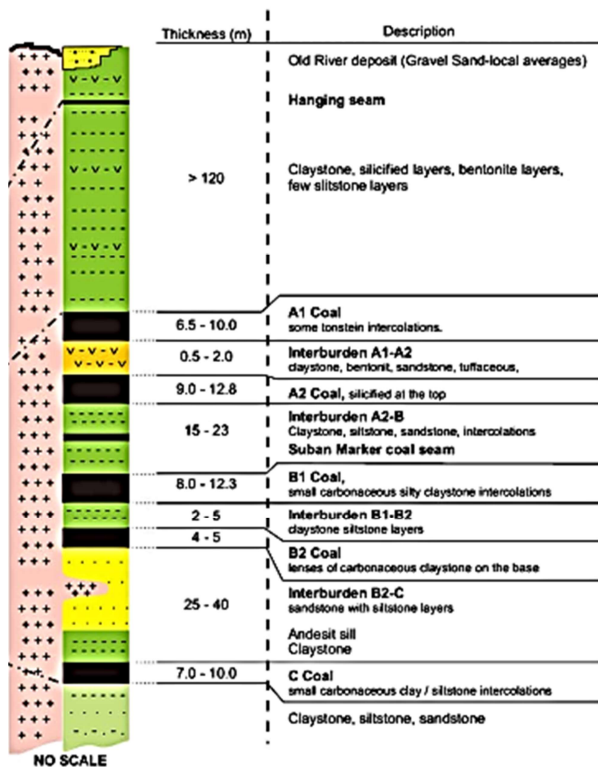 Thickness (m)
Description
Old River deposit (Gravel Sand-local averages)
Hanging seam
> 120
Claystone, silicified layers, bentonite layers,
few slitstone layers
A1 Coal
6.5 - 10.0
some tonstein intercolations.
0.5 - 2.0
Interburden A1-A2
claystone, bentonit, sandstone, tuffaceous,
9.0 - 12.8
A2 Coal, silicified at the top
15 - 23
Interburden A2-B
Claystone, siltstone, sandstone, intercolations
Suban Marker coal seam
8.0 - 12.3
B1 Coal,
small carbonaceous silty claystone intercolations
2 - 5
Interburden B1-B2
claystone siltstone layers
4 - 5
B2 Coal
lenses of carbonaceous claystone on the base
25 - 40
Interburden B2-C
sandstone with siltstone layers
Andesit sill
Claystone
7.0 - 10.0
C Coal
small carbonaceous clay / siltstone intercolations
Claystone, siltstone, sandstone
NO SCALE